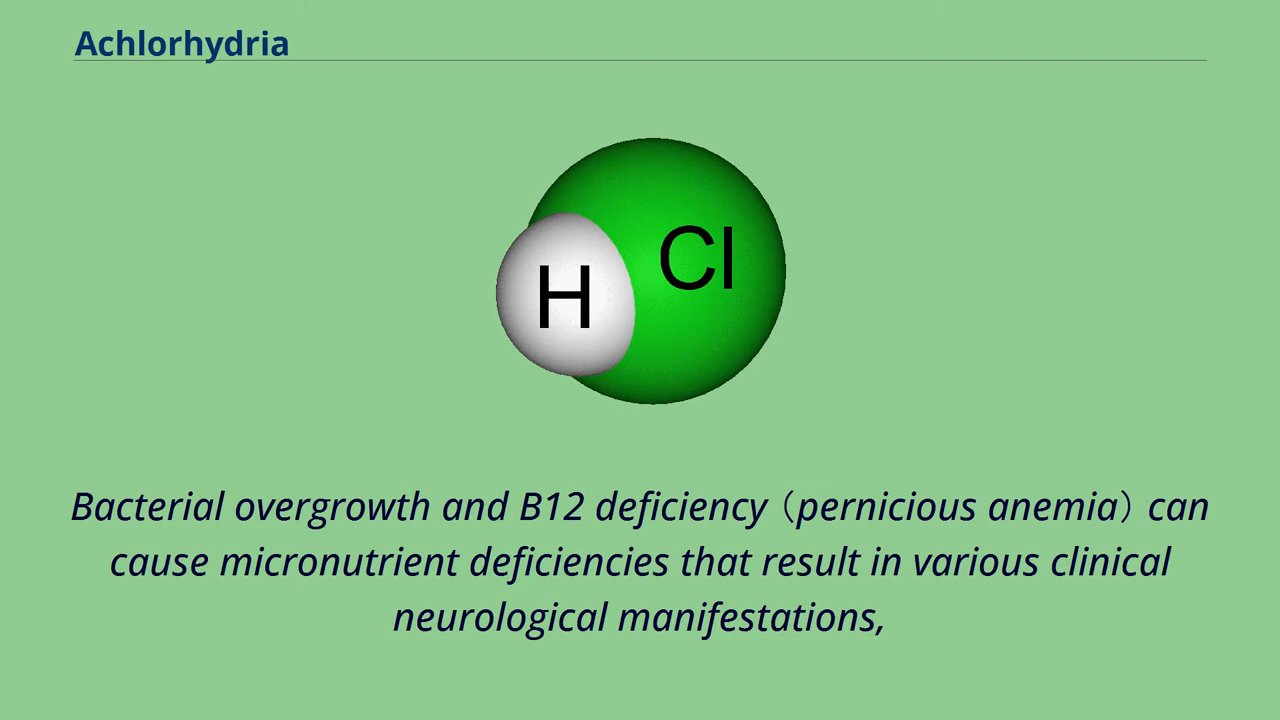 Achlorhydria
H
Cl
Bacterial overgrowth and B12 deficiency（pernicious anemia）can
cause micronutrient deficiencies that result in various clinical
neurological manifestations,